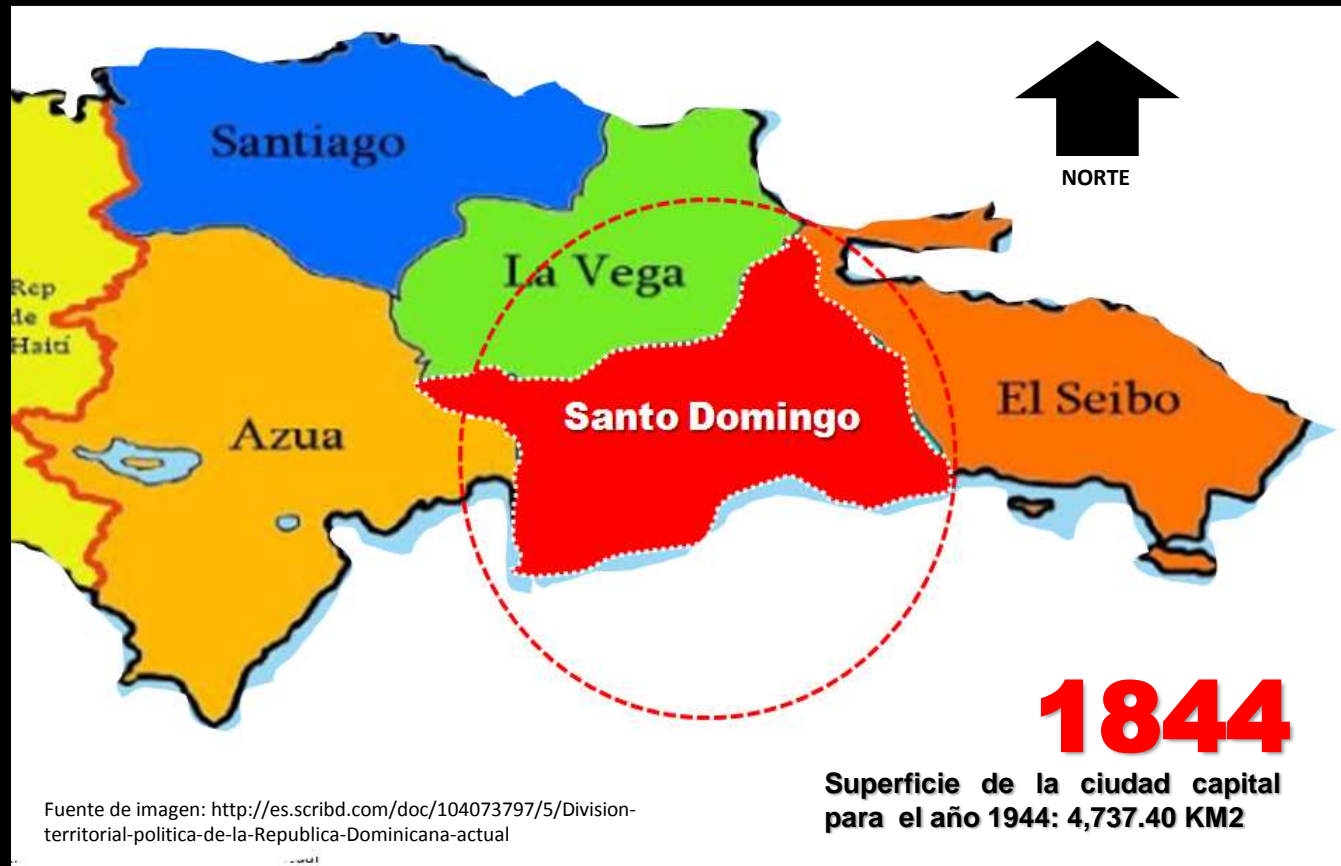 Santiago
NORTE
La Vega
Rep
de
Haití
Santo Domingo
El Seibo
Azua
1844
Superficie de la ciudad capital
para el año 1944: 4,737.40 KM2
Fuente de imagen: http://es.scribd.com/doc/104073797/5/Division-
territorial-politica-de-la-Republica-Dominicana-actual